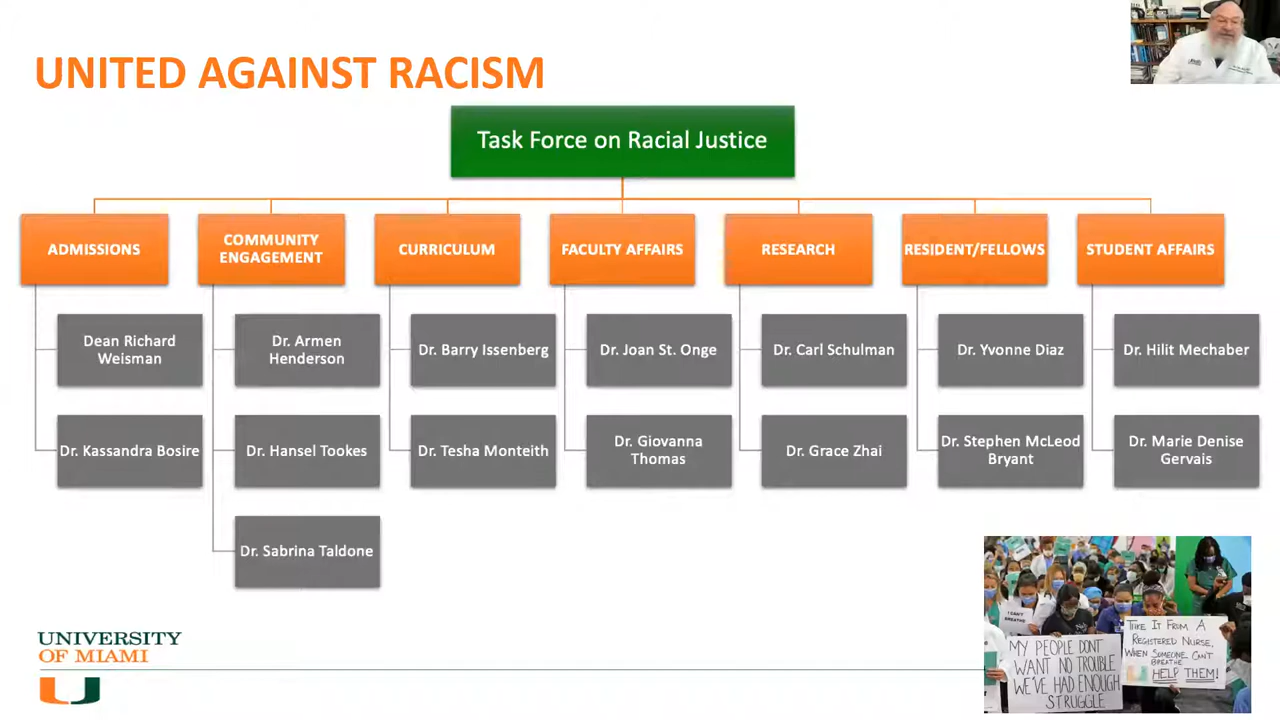 UNITED AGAINST RACISM
Task Force on Racial Justice
ADMISSIONS
COMMUNITY
ENGAGEMENT
CURRICULUM
FACULTY AFFAIRS
RESEARCH
RESIDENT/FELLOWS
STUDENT AFFAIRS
Dean Richard
Weisman
Dr. Armen
Henderson
Dr. Barry Issenberg
Dr. Joan St. Onge
Dr. Carl Schulman
Dr. Yvonne Diaz
Dr. Hilit Mechaber
Dr. Kassandra Bosire
Dr. Hansel Tookes
Dr. Tesha Monteith
Dr. Giovanna
Thomas
Dr. Grace Zhai
Dr. Stephen McLeod
Bryant
Dr. Marie Denise
Gervais
Dr. Sabrina Taldone
I CAN'T
BREATHE
MY PEOPLE DONT
WANT NO TROUBLE
WE'VE HAD ENOUGH
STRUGGLE
TAKE IT FROM A
REGISTERED NURSE,
WHEN SOMEONE CAN'T
BREATHE
HELP THEM!
UNIVERSITY
OF MIAMI